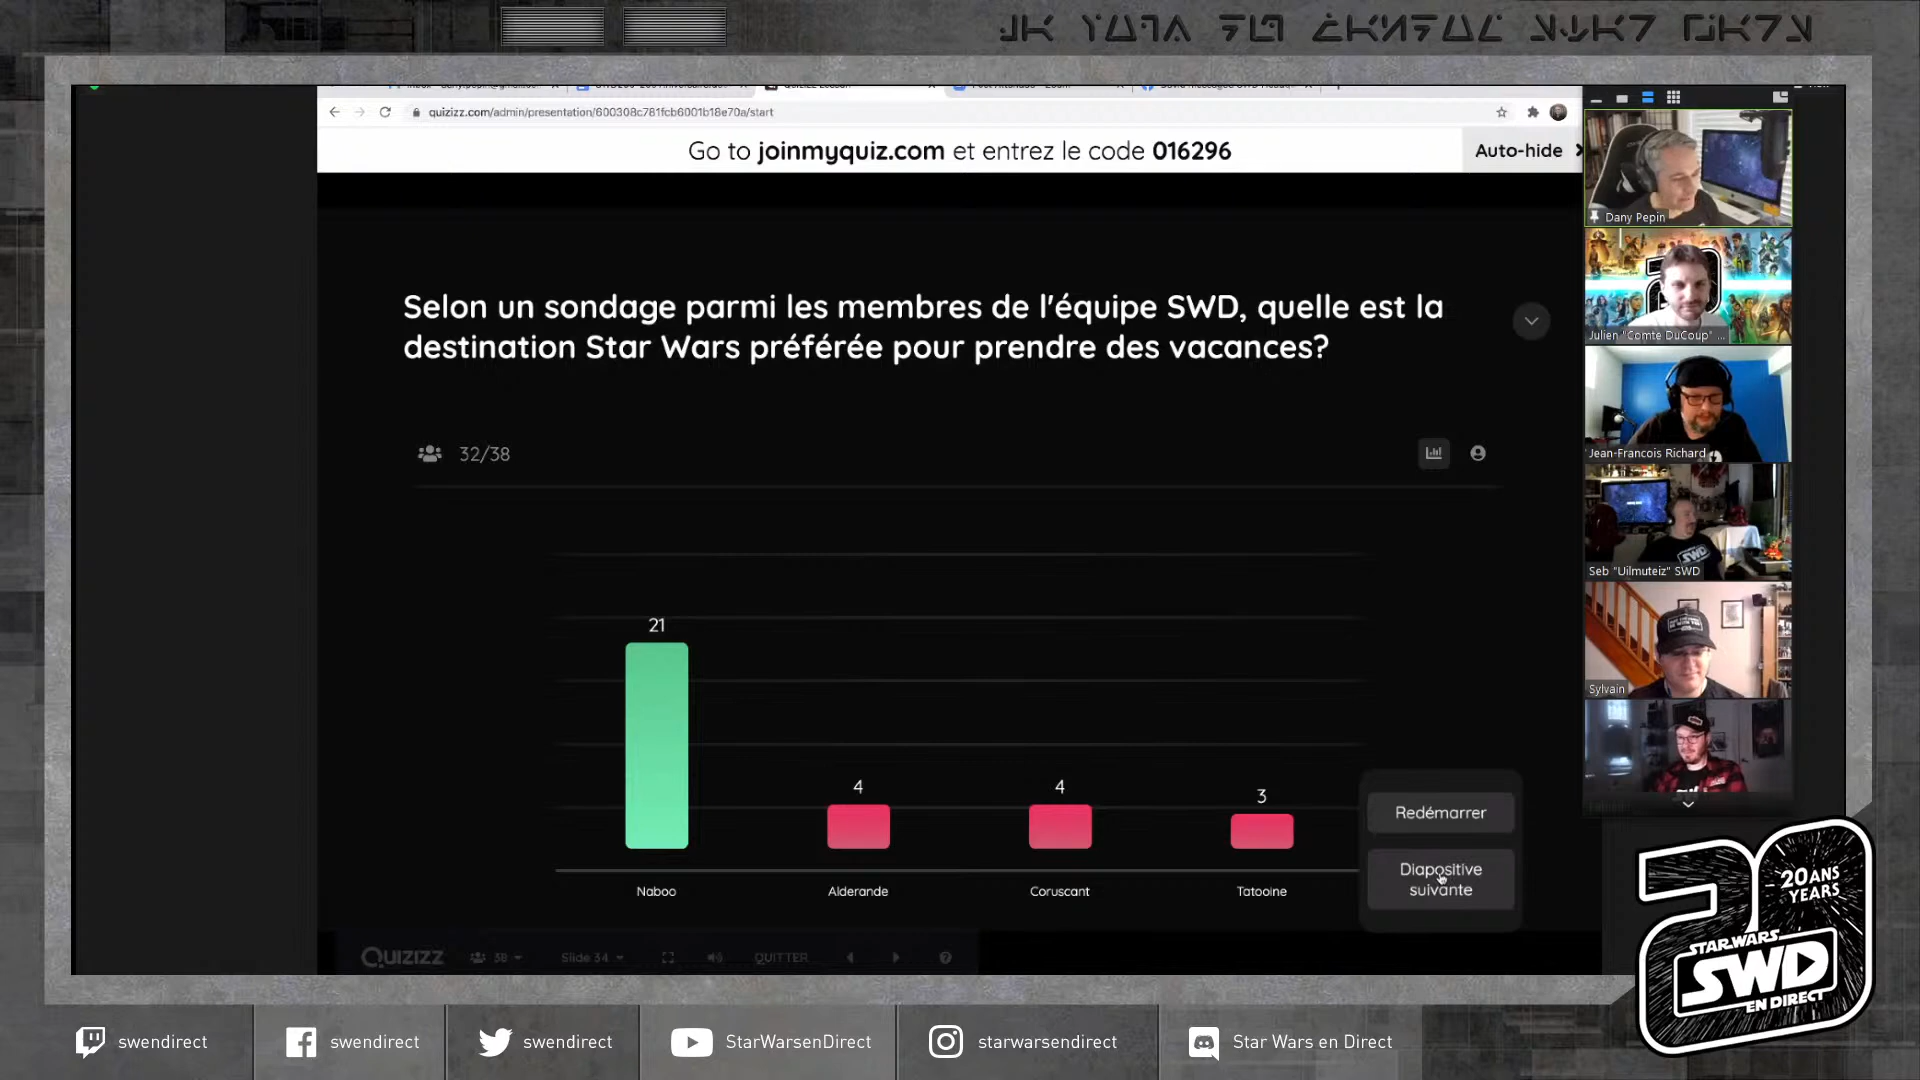 quizizz.com/admin/presentation/600308c781fcb6001b18e70a/start
Go to joinmyquiz.com et entrez le code 016296
Auto-hide
Selon un sondage parmi les membres de l'équipe SWD, quelle est la
destination Star Wars préférée pour prendre des vacances?
32/38
21
4
4
3
Naboo
Alderande
Coruscant
Tatooine
Redémarrer
Diapositive
suivante
Quizizz
38
Slide 34
QUITTER
Dany Pepin
Julien "Comte DuCoup" ...
Jean-Francois Richard
Seb "Uilmuteiz" SWD
Sylvain
20 ANS
YEARS
STAR WARS
SWD
EN DIRECT
swendirect
swendirect
swendirect
StarWarsenDirect
starwarsendirect
Star Wars en Direct